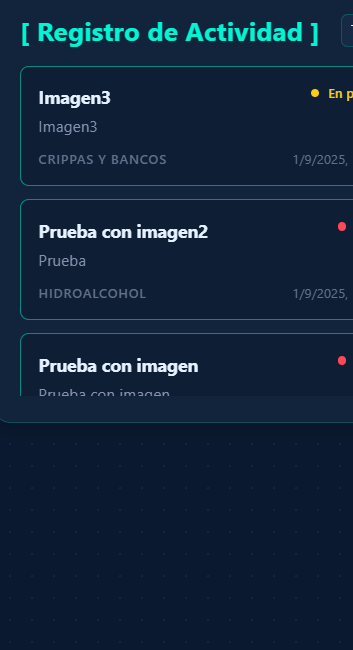 [ Registro de Actividad ]
Imagen3
En p
Imagen3
CRIPPAS Y BANCOS
1/9/2025,
Prueba con imagen2
Prueba
HIDROALCOHOL
1/9/2025,
Prueba con imagen
Prueba con imagen